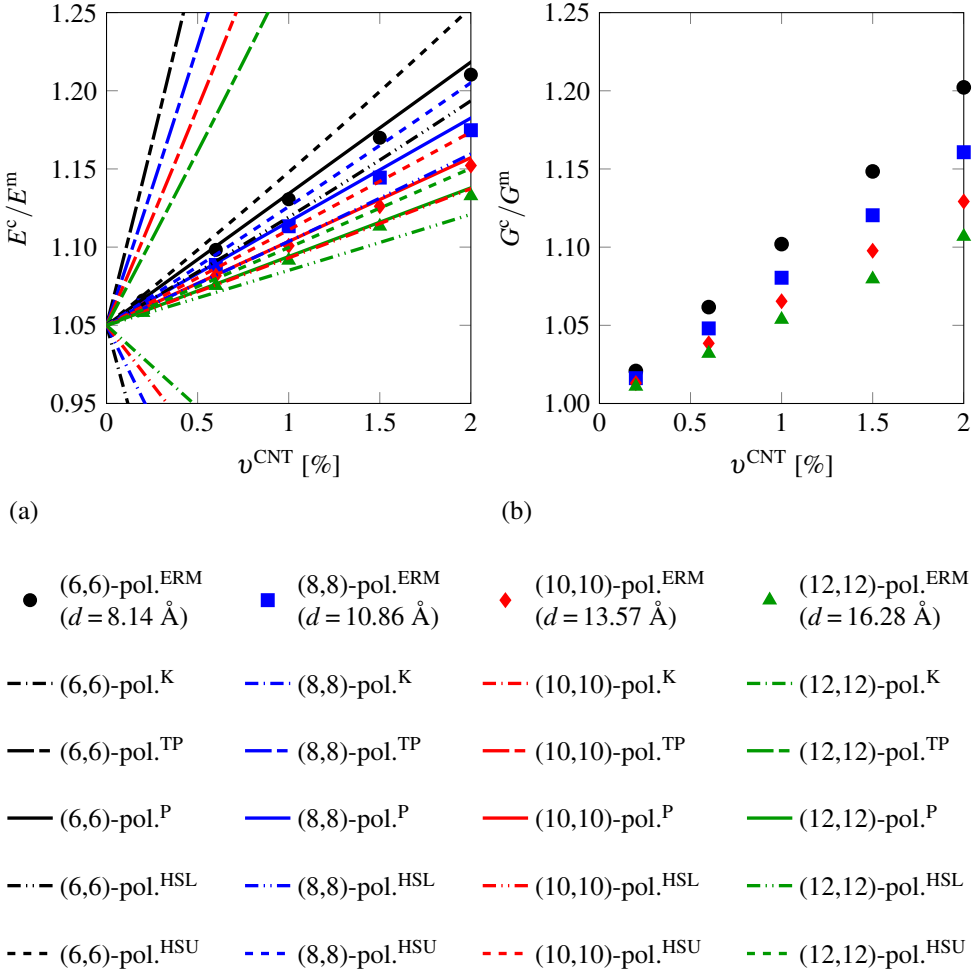 1.25
1.20
1.15
1.10
1.05
0.95
E^c/E^m
0 0.5 1 1.5 2
υ^CNT [%]
(a)
1.25
1.20
1.15
1.10
1.05
1.00
G^c/G^m
0 0.5 1 1.5 2
υ^CNT [%]
(b)
(6,6)-pol.^ERM (8,8)-pol.^ERM (10,10)-pol.^ERM (12,12)-pol.^ERM
(d = 8.14 Å) (d = 10.86 Å) (d = 13.57 Å) (d = 16.28 Å)
(6,6)-pol.^K (8,8)-pol.^K (10,10)-pol.^K (12,12)-pol.^K
(6,6)-pol.^TP (8,8)-pol.^TP (10,10)-pol.^TP (12,12)-pol.^TP
(6,6)-pol.^P (8,8)-pol.^P (10,10)-pol.^P (12,12)-pol.^P
(6,6)-pol.^HSL (8,8)-pol.^HSL (10,10)-pol.^HSL (12,12)-pol.^HSL
(6,6)-pol.^HSU (8,8)-pol.^HSU (10,10)-pol.^HSU (12,12)-pol.^HSU